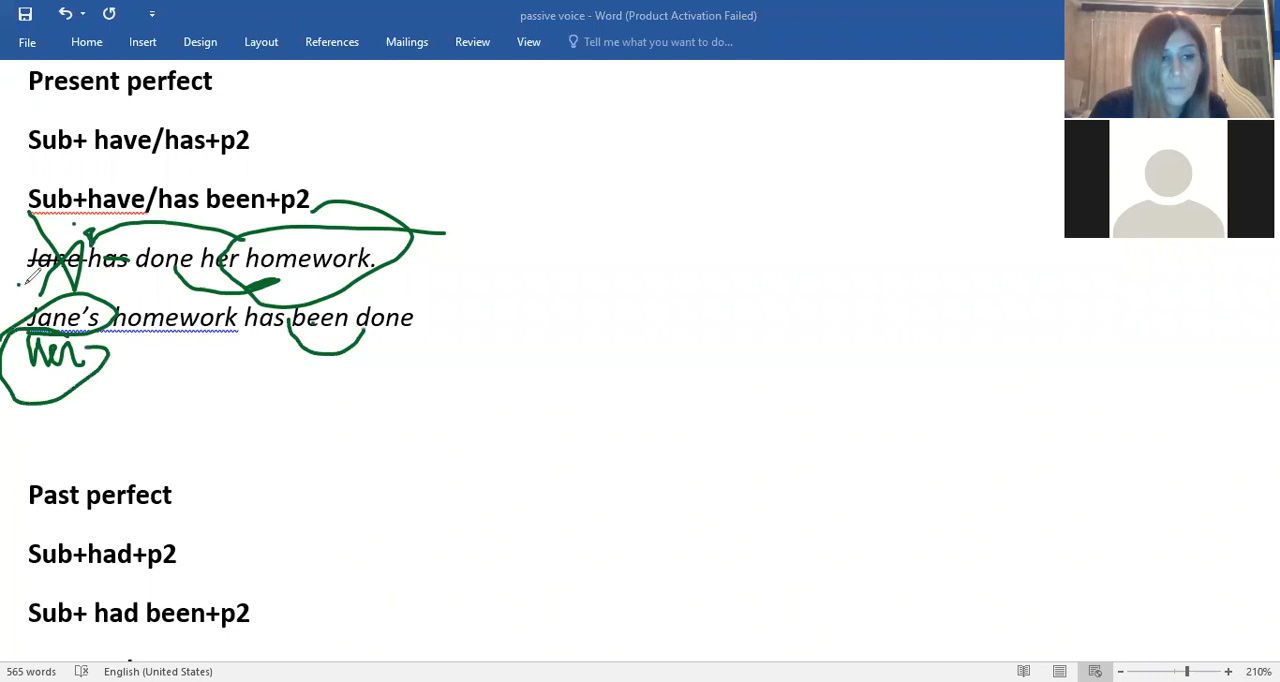 passive voice - Word (Product Activation Failed)
File Home Insert Design Layout References Mailings Review View Tell me what you want to do...
Present perfect
Sub+ have/has+p2
Sub+have/has been+p2
Jane has done her homework.
Jane's homework has been done
Her
Past perfect
Sub+had+p2
Sub+ had been+p2
565 words English (United States) 210%